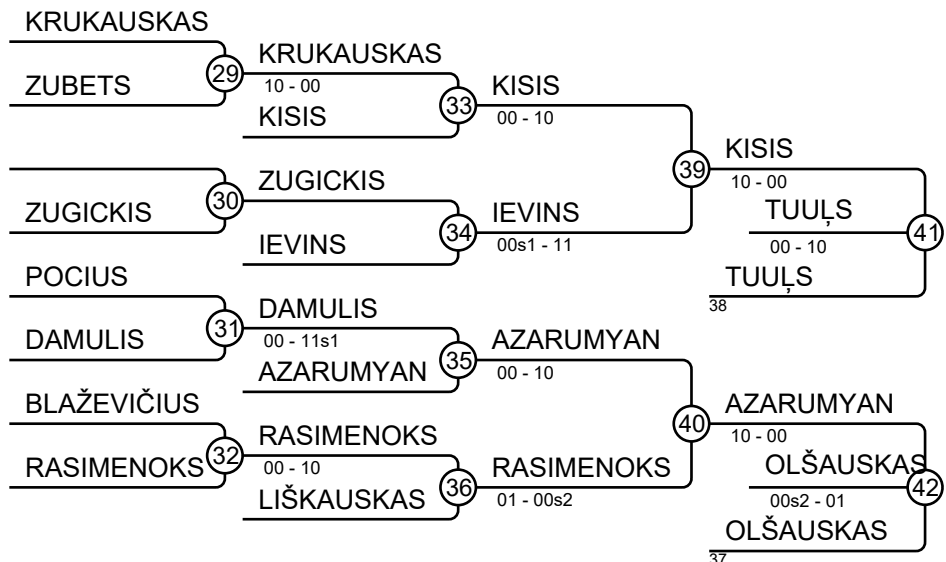 KRUKAUSKAS
ZUBETS
29
KRUKAUSKAS
10 - 00
KISIS
33
KISIS
00 - 10
ZUGICKIS
30
ZUGICKIS
IEVINS
34
IEVINS
00s1 - 11
39
KISIS
10 - 00
TUUĻS
00 - 10
TUUĻS
38
41
POCIUS
DAMULIS
31
DAMULIS
00 - 11s1
AZARUMYAN
35
AZARUMYAN
00 - 10
BLAŽEVIČIUS
RASIMENOKS
32
RASIMENOKS
00 - 10
LIŠKAUSKAS
36
RASIMENOKS
01 - 00s2
40
AZARUMYAN
10 - 00
OLŠAUSKAS
00s2 - 01
OLŠAUSKAS
37
42